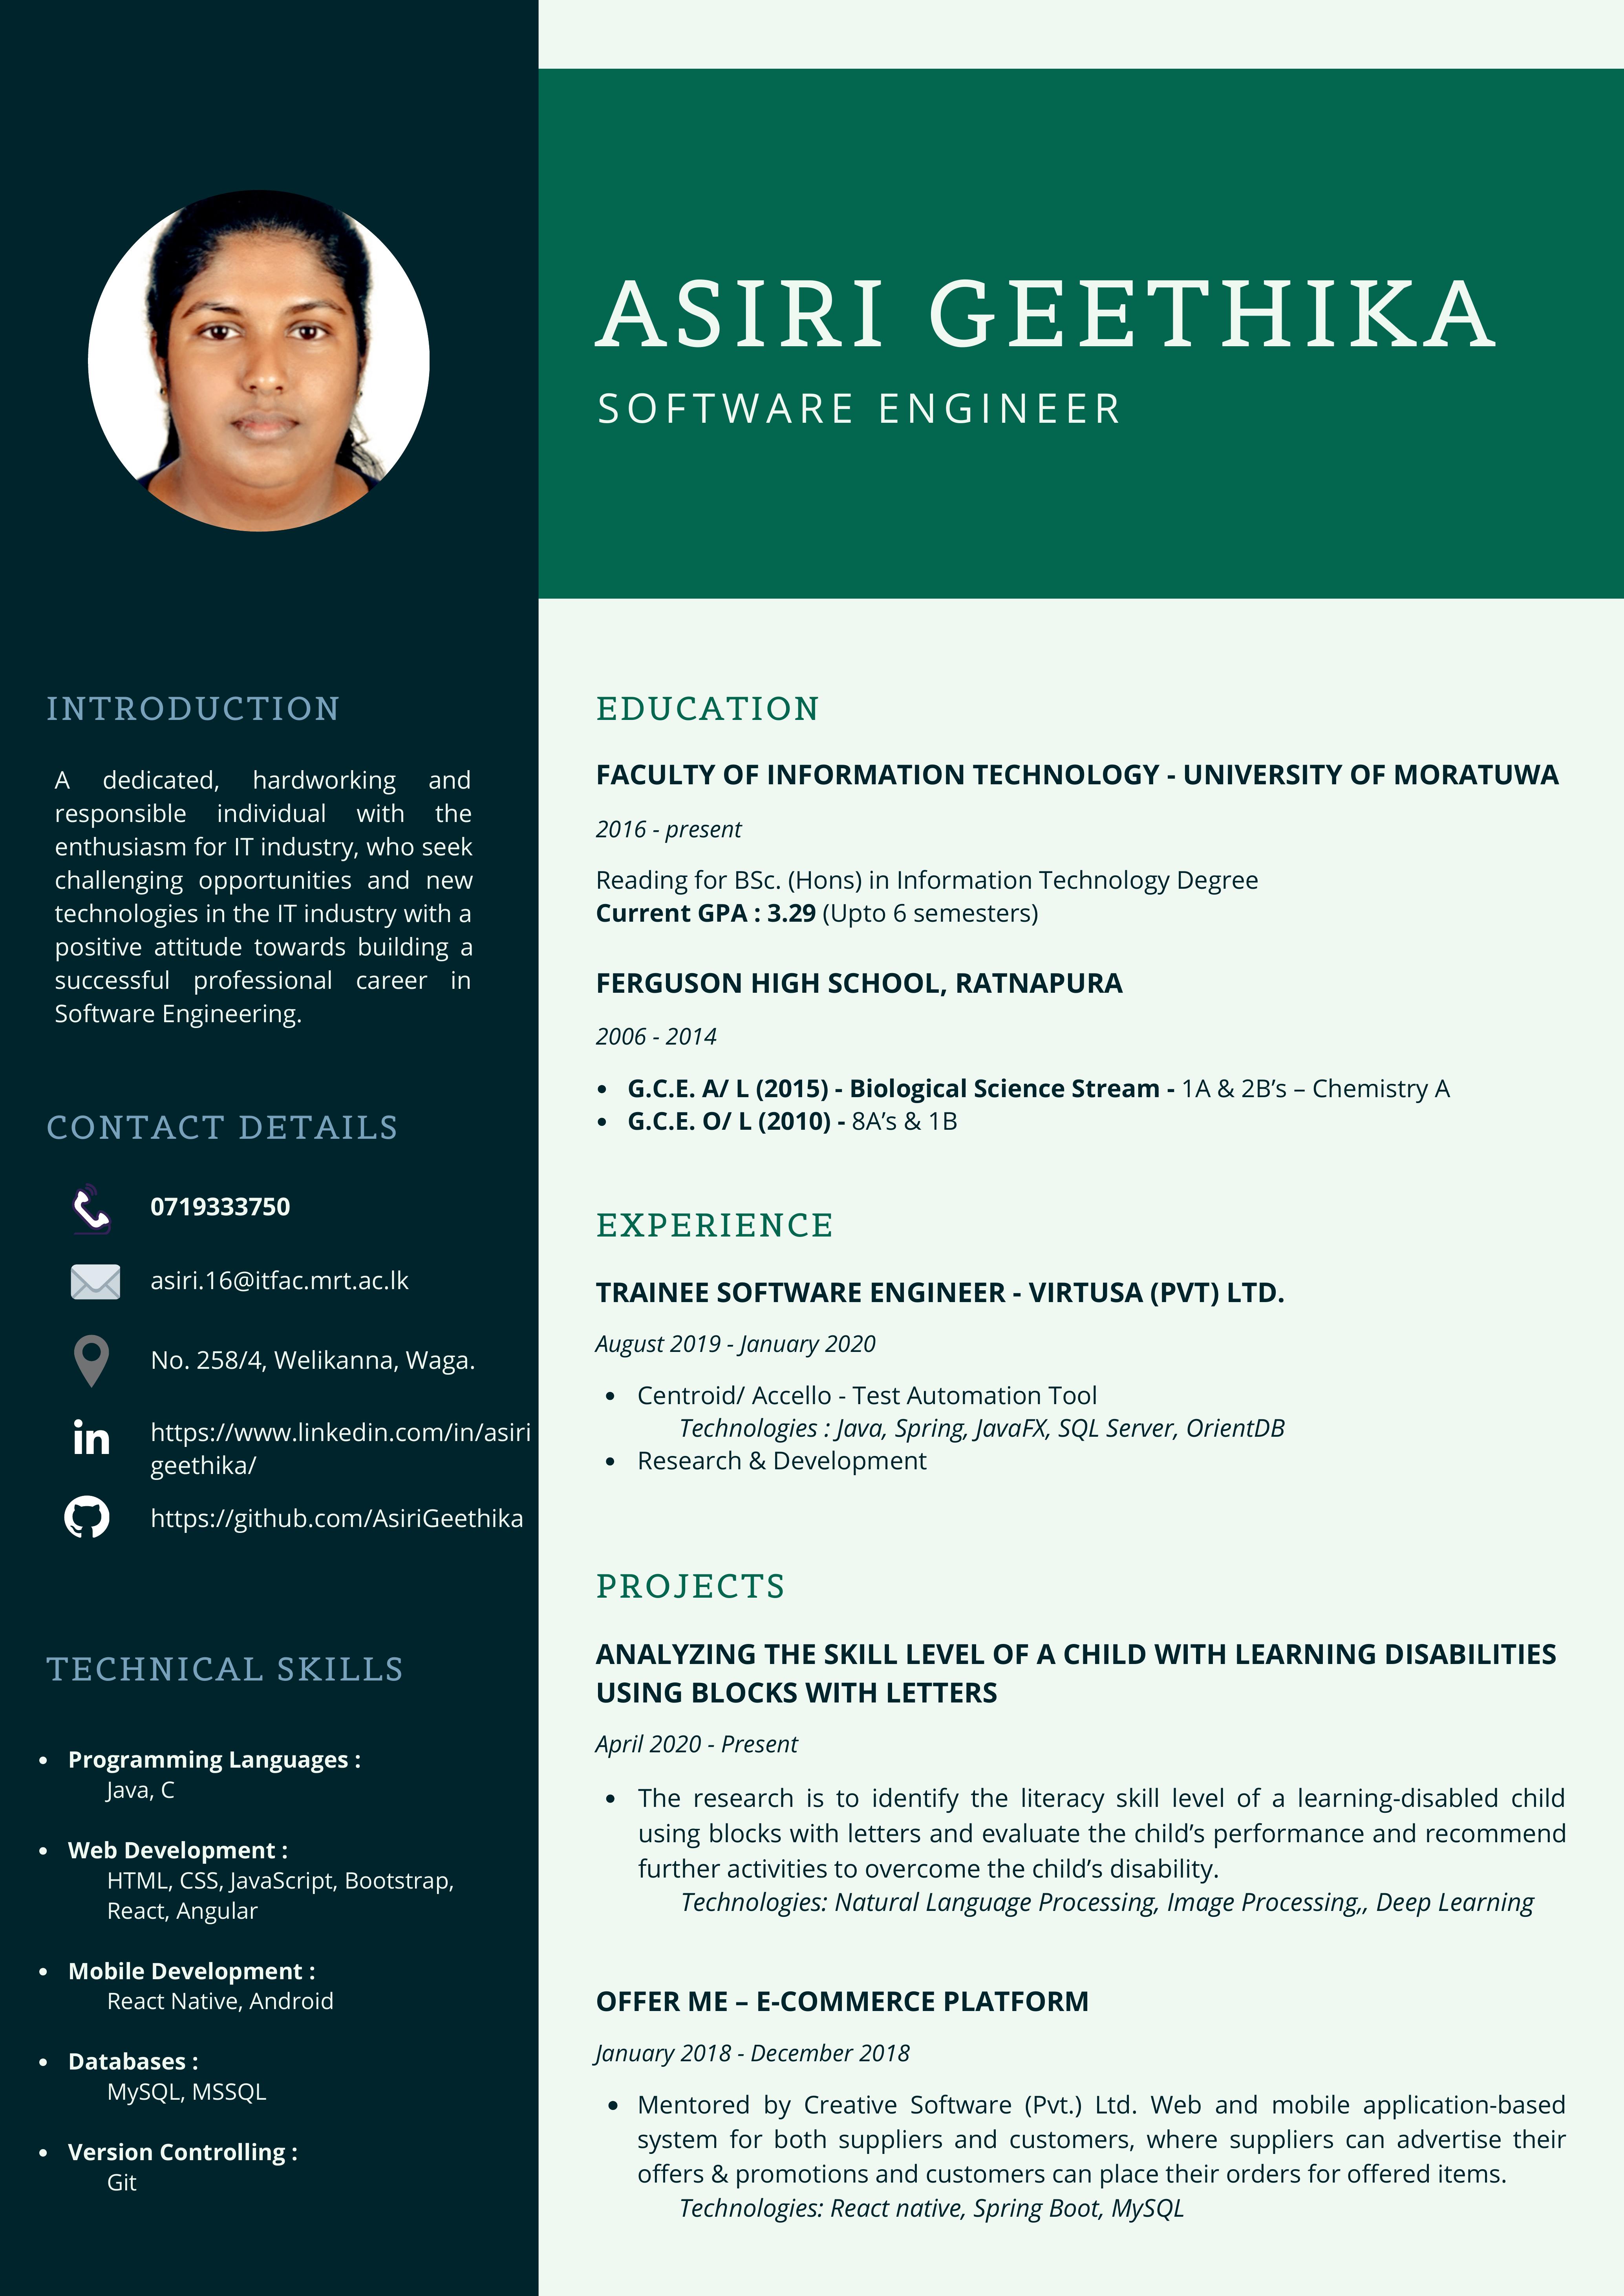 ASIRI GEETHIKA
SOFTWARE ENGINEER
INTRODUCTION
A dedicated, hardworking and
responsible individual with the
enthusiasm for IT industry, who seek
challenging opportunities and new
technologies in the IT industry with a
positive attitude towards building a
successful professional career in
Software Engineering.
CONTACT DETAILS
0719333750
asiri.16@itfac.mrt.ac.lk
No. 258/4, Welikanna, Waga.
in
https://www.linkedin.com/in/asiri
geethika/
https://github.com/AsiriGeethika
TECHNICAL SKILLS
• Programming Languages :
Java, C
• Web Development :
HTML, CSS, JavaScript, Bootstrap,
React, Angular
• Mobile Development :
React Native, Android
• Databases :
MySQL, MSSQL
• Version Controlling :
Git
EDUCATION
FACULTY OF INFORMATION TECHNOLOGY - UNIVERSITY OF MORATUWA
2016 - present
Reading for BSc. (Hons) in Information Technology Degree
Current GPA : 3.29 (Upto 6 semesters)
FERGUSON HIGH SCHOOL, RATNAPURA
2006 - 2014
• G.C.E. A/ L (2015) - Biological Science Stream - 1A & 2B’s – Chemistry A
• G.C.E. O/ L (2010) - 8A’s & 1B
EXPERIENCE
TRAINEE SOFTWARE ENGINEER - VIRTUSA (PVT) LTD.
August 2019 - January 2020
• Centroid/ Accello - Test Automation Tool
Technologies : Java, Spring, JavaFX, SQL Server, OrientDB
• Research & Development
PROJECTS
ANALYZING THE SKILL LEVEL OF A CHILD WITH LEARNING DISABILITIES
USING BLOCKS WITH LETTERS
April 2020 - Present
• The research is to identify the literacy skill level of a learning-disabled child
using blocks with letters and evaluate the child’s performance and recommend
further activities to overcome the child’s disability.
Technologies: Natural Language Processing, Image Processing,, Deep Learning
OFFER ME – E-COMMERCE PLATFORM
January 2018 - December 2018
• Mentored by Creative Software (Pvt.) Ltd. Web and mobile application-based
system for both suppliers and customers, where suppliers can advertise their
offers & promotions and customers can place their orders for offered items.
Technologies: React native, Spring Boot, MySQL